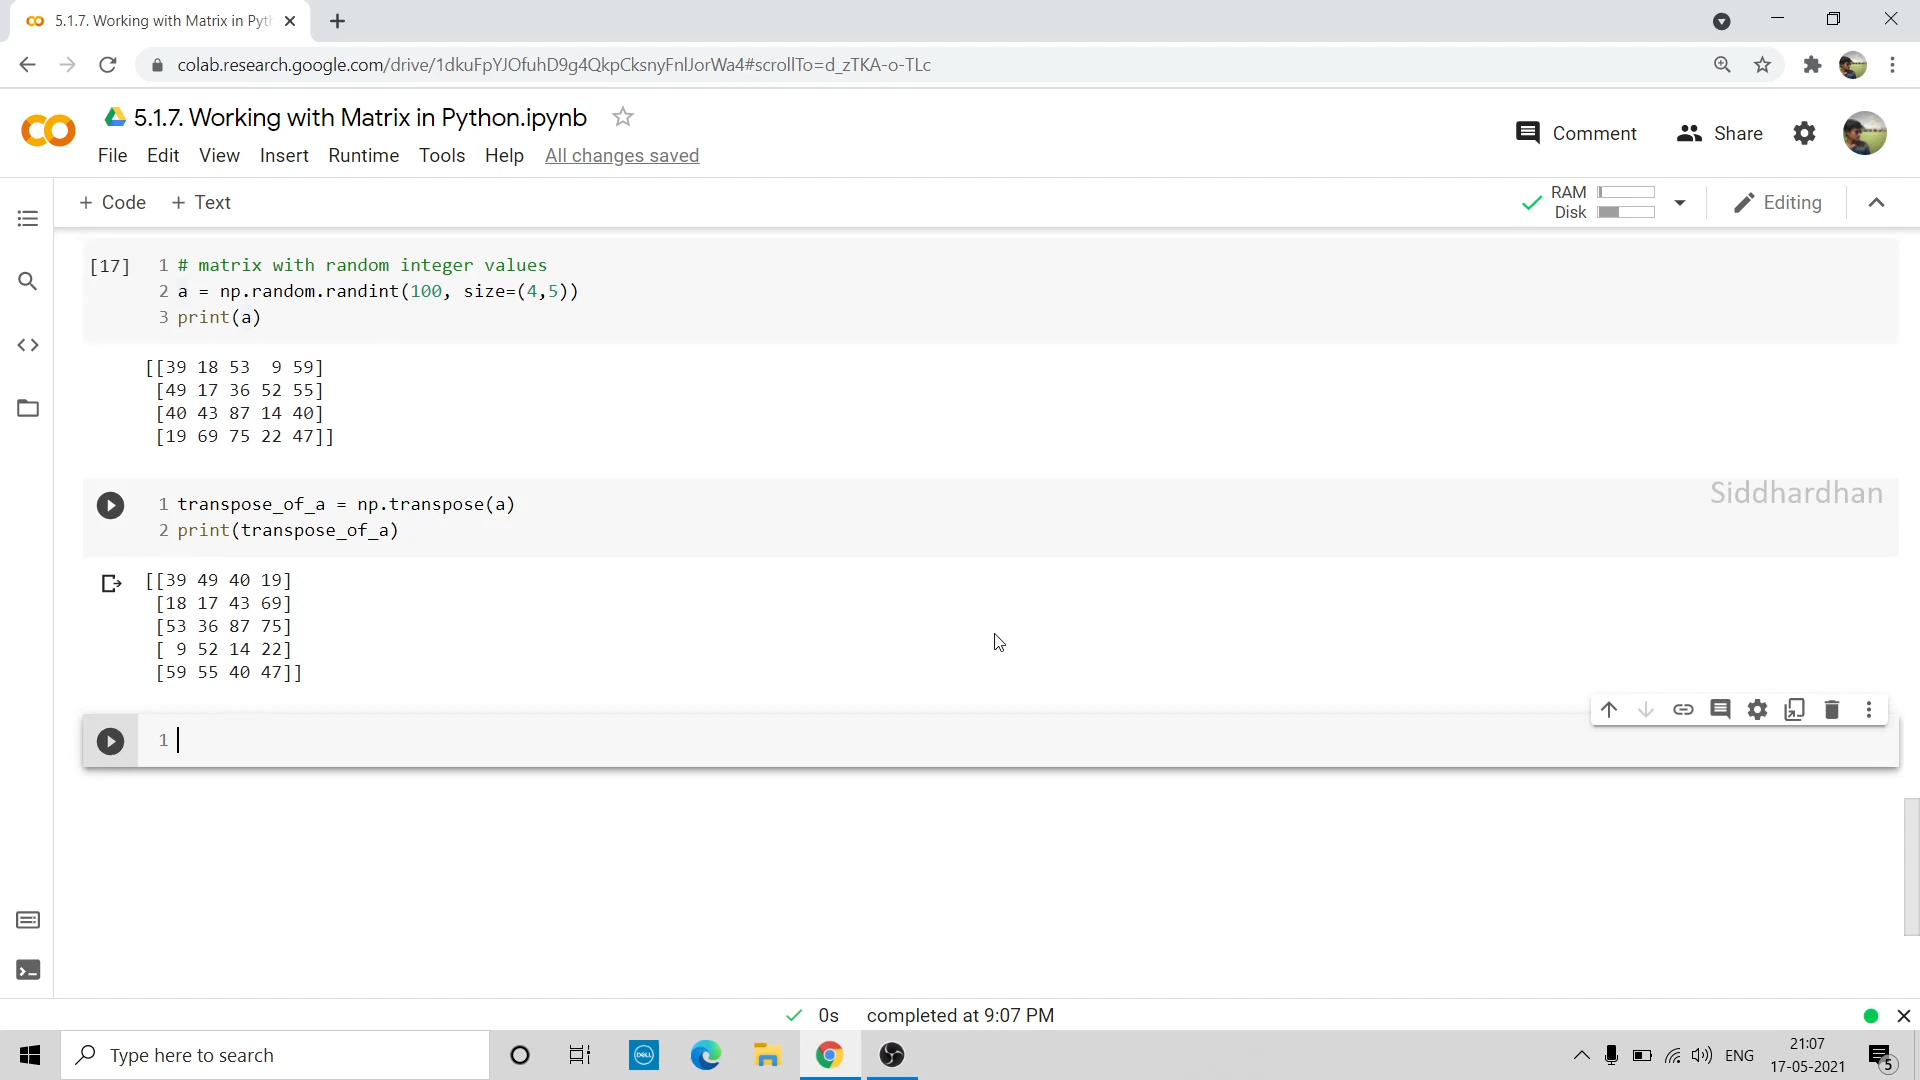 5.1.7. Working with Matrix in Pyth
colab.research.google.com/drive/1dkuFpYJOfuhD9g4QkpCksnyFnlJorWa4#scrollTo=d_zTKA-o-TLc
5.1.7. Working with Matrix in Python.ipynb
File Edit View Insert Runtime Tools Help All changes saved
Comment Share
+ Code + Text
RAM
Disk
Editing
[17] 1 # matrix with random integer values
2 a = np.random.randint(100, size=(4,5))
3 print(a)
[[39 18 53  9 59]
[49 17 36 52 55]
[40 43 87 14 40]
[19 69 75 22 47]]
Siddhardhan
1 transpose_of_a = np.transpose(a)
2 print(transpose_of_a)
[[39 49 40 19]
[18 17 43 69]
[53 36 87 75]
[ 9 52 14 22]
[59 55 40 47]]
1
0s completed at 9:07 PM
Type here to search
DELL
ENG
21:07
17-05-2021
5